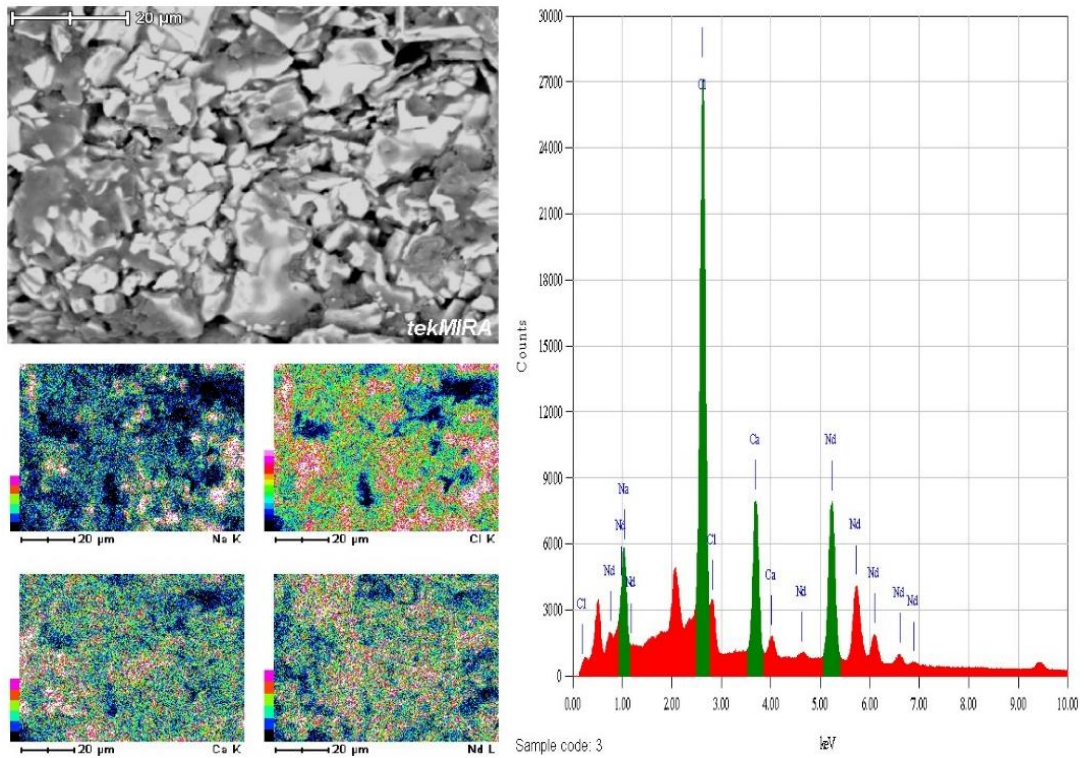 20 µm
tekMIRA
20 µm Na K
20 µm Cl K
20 µm Ca K
20 µm Nd L
30000
27000
24000
21000
18000
15000
12000
9000
6000
3000
0
Counts
Cl
Nd
Nd
Na
Nd
Cl
Cl
Ca
Ca
Nd
Nd
Nd
Nd
Nd
Nd
0.00 1.00 2.00 3.00 4.00 5.00 6.00 7.00 8.00 9.00 10.00
keV
Sample code: 3